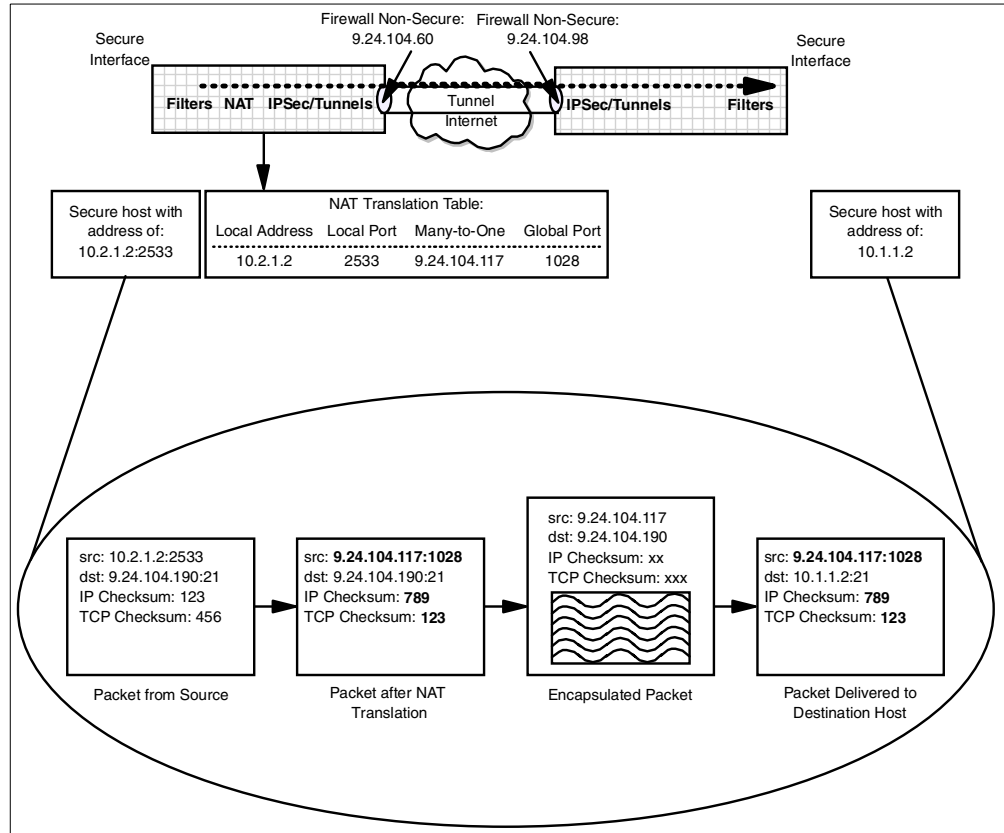 Firewall Non-Secure:
9.24.104.60
Firewall Non-Secure:
9.24.104.98
Secure
Interface
Secure
Interface
Filters NAT IPSec/Tunnels
Tunnel
Internet
IPSec/Tunnels Filters
Secure host with
address of:
10.2.1.2:2533
NAT Translation Table:
Local Address Local Port Many-to-One Global Port
10.2.1.2 2533 9.24.104.117 1028
Secure host with
address of:
10.1.1.2
src: 10.2.1.2:2533
dst: 9.24.104.190:21
IP Checksum: 123
TCP Checksum: 456
Packet from Source
src: 9.24.104.117:1028
dst: 9.24.104.190:21
IP Checksum: 789
TCP Checksum: 123
Packet after NAT
Translation
src: 9.24.104.117
dst: 9.24.104.190
IP Checksum: xx
TCP Checksum: xxx
Encapsulated Packet
src: 9.24.104.117:1028
dst: 10.1.1.2:21
IP Checksum: 789
TCP Checksum: 123
Packet Delivered to
Destination Host